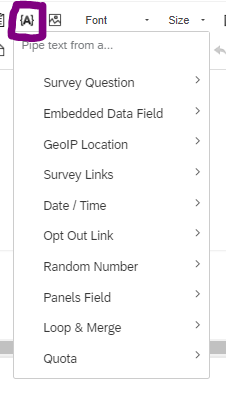 {A} Font Size
Pipe text from a...
Survey Question
Embedded Data Field
GeoIP Location
Survey Links
Date / Time
Opt Out Link
Random Number
Panels Field
Loop & Merge
Quota